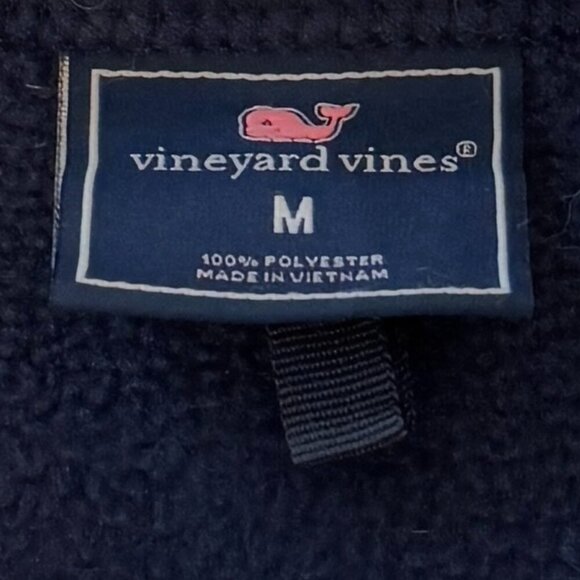 vineyard vines®
M
100% POLYESTER
MADE IN VIETNAM